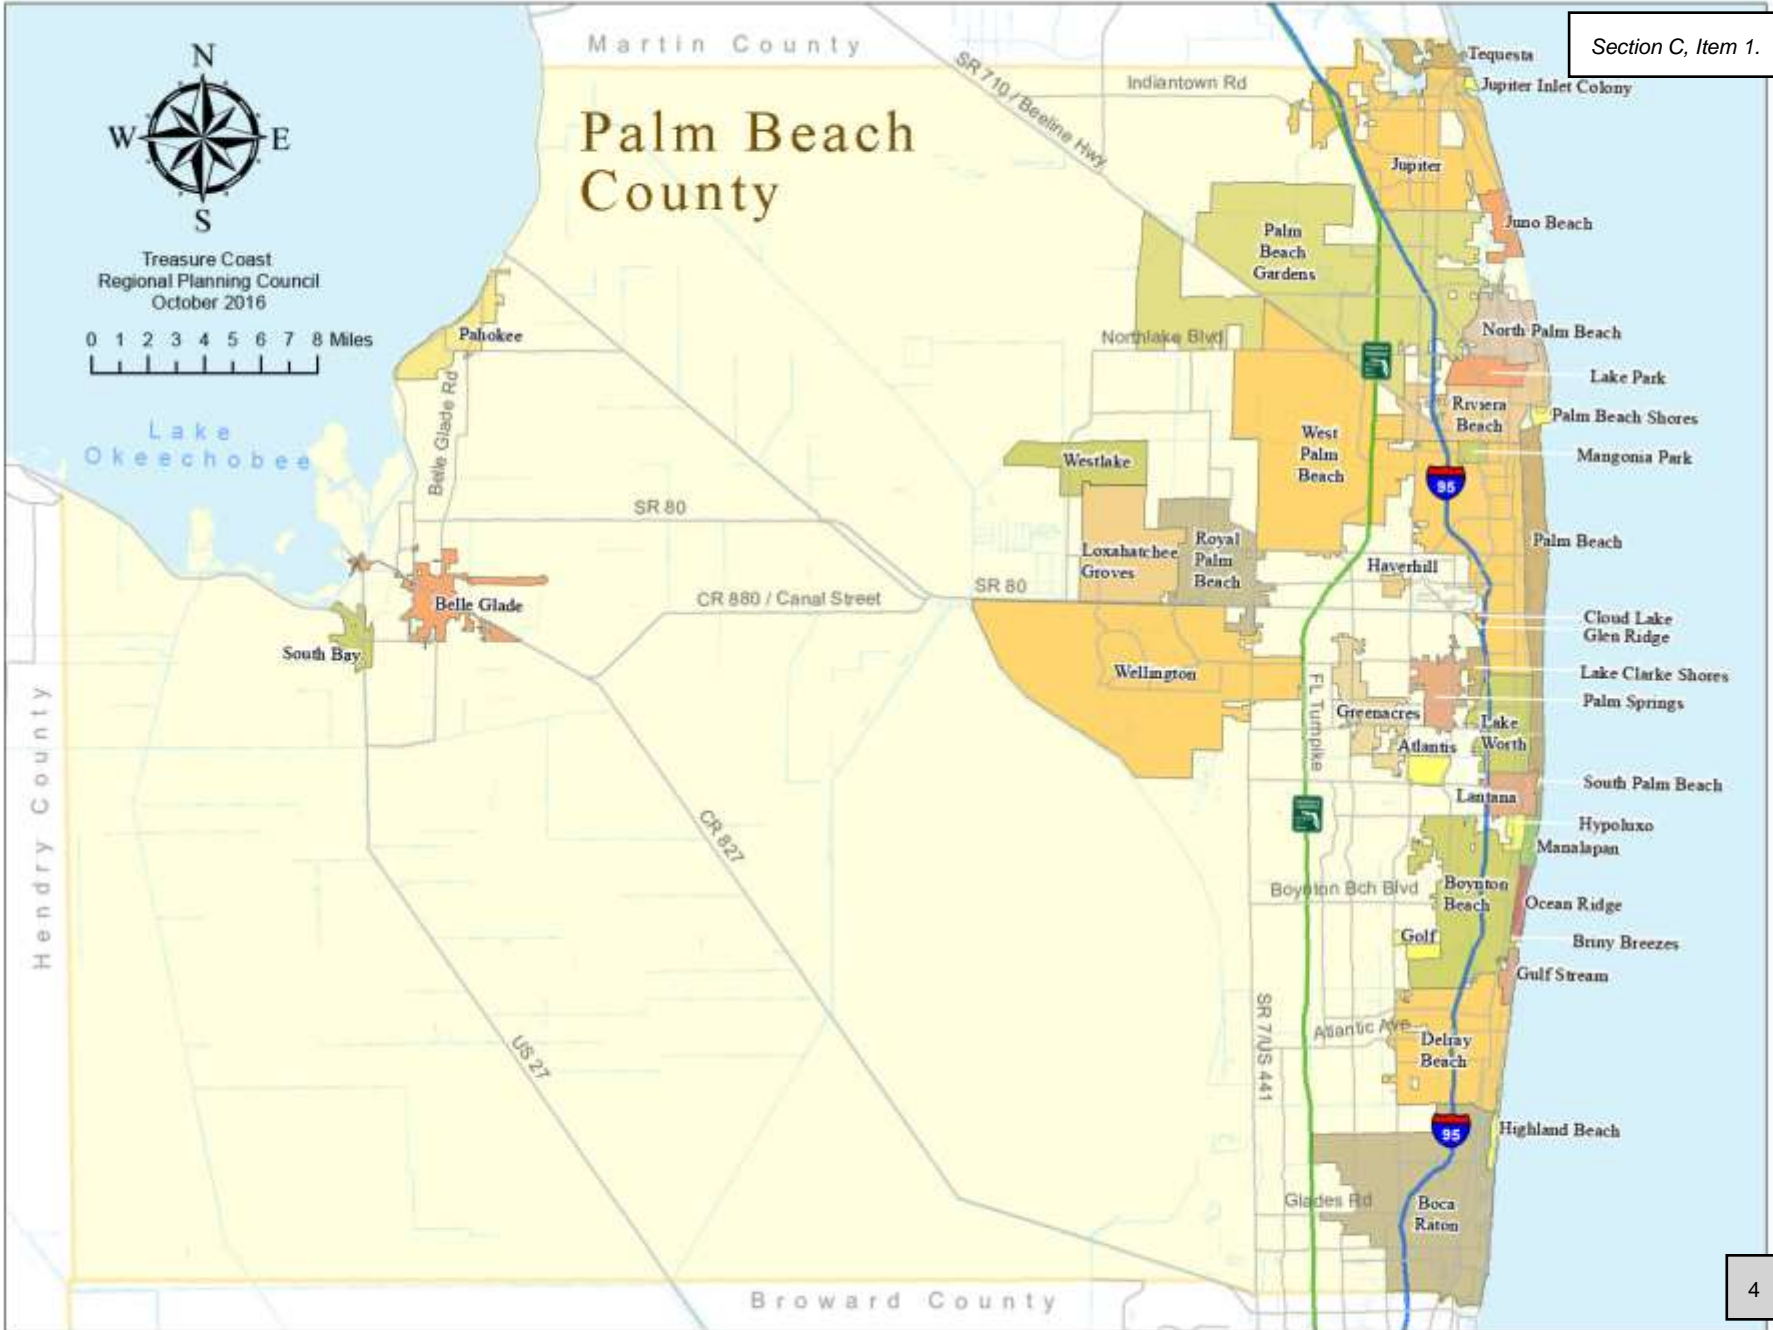 Section C, Item 1.
Martin County
Palm Beach
County
N
W
E
S
Treasure Coast
Regional Planning Council
October 2016
0 1 2 3 4 5 6 7 8 Miles
Lake
Okeechobee
Hendry County
Broward County
SR 710 / Beeline Hwy
Indiantown Rd
Tequesta
Jupiter Inlet Colony
Jupiter
Juno Beach
Palm
Beach
Gardens
North Palm Beach
Northlake Blvd
Lake Park
Riviera
Beach
Palm Beach Shores
Mangonia Park
West
Palm
Beach
95
Palm Beach
Pahokee
Belle Glade Rd
SR 80
Westlake
Loxahatchee
Groves
Royal
Palm
Beach
Haverhill
SR 80
CR 880 / Canal Street
Belle Glade
South Bay
Cloud Lake
Glen Ridge
Lake Clarke Shores
Palm Springs
Wellington
FL Turnpike
Greenacres
Lake
Worth
Atlantis
South Palm Beach
Lantana
Hypoluxo
Manalapan
CR 827
Boynton Bch Blvd
Boynton
Beach
Ocean Ridge
Golf
Briny Breezes
Gulf Stream
US 27
SR 7/US 441
Atlantic Ave
Delray
Beach
95
Highland Beach
Glades Rd
Boca
Raton
4